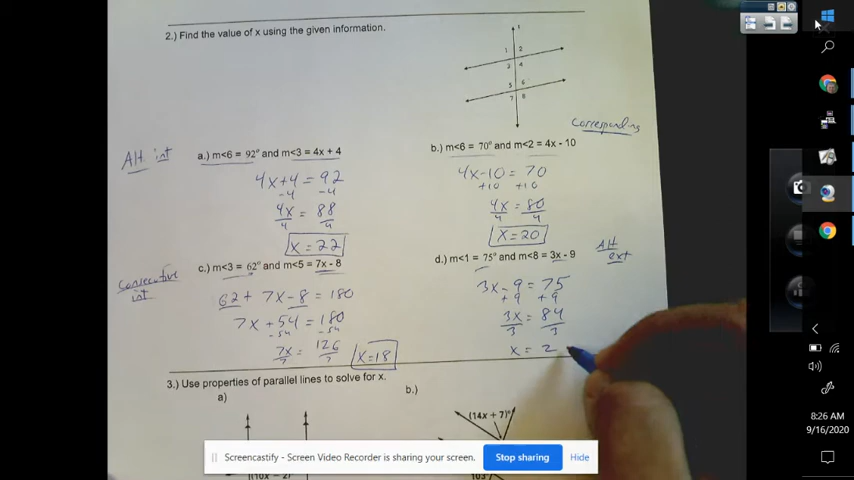 2.) Find the value of x using the given information.
1 2
3 4
5 6
7 8
Corresponding
Alt int
a.) m<6 = 92° and m<3 = 4x + 4
4x+4 = 92
-4 -4
4x = 88
4 4
x = 22
b.) m<6 = 70° and m<2 = 4x - 10
4x-10 = 70
+10 +10
4x = 80
4 4
x = 20
Consecutive
int
c.) m<3 = 62° and m<5 = 7x - 8
62 + 7x - 8 = 180
7x + 54 = 180
-54 -54
7x = 126
7 7
x = 18
d.) m<1 = 75° and m<8 = 3x - 9
Alt
ext
3x - 9 = 75
+9 +9
3x = 84
3 3
x = 2
3.) Use properties of parallel lines to solve for x.
a)
b.)
(14x + 7)°
Screencastify - Screen Video Recorder is sharing your screen.
Stop sharing
Hide
8:26 AM
9/16/2020